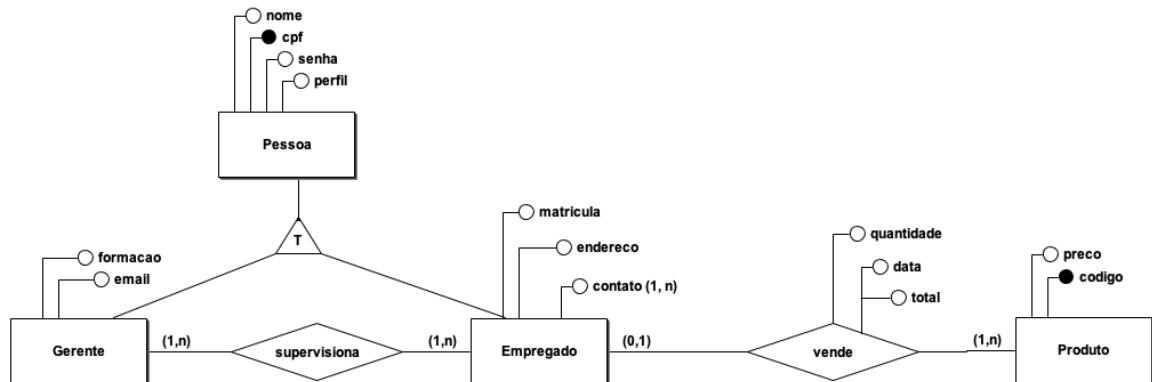 nome
cpf
senha
perfil
Pessoa
T
matricula
endereco
contato (1, n)
formacao
email
quantidade
data
total
preco
codigo
Gerente
(1,n)
supervisiona
(1,n)
Empregado
(0,1)
vende
(1,n)
Produto